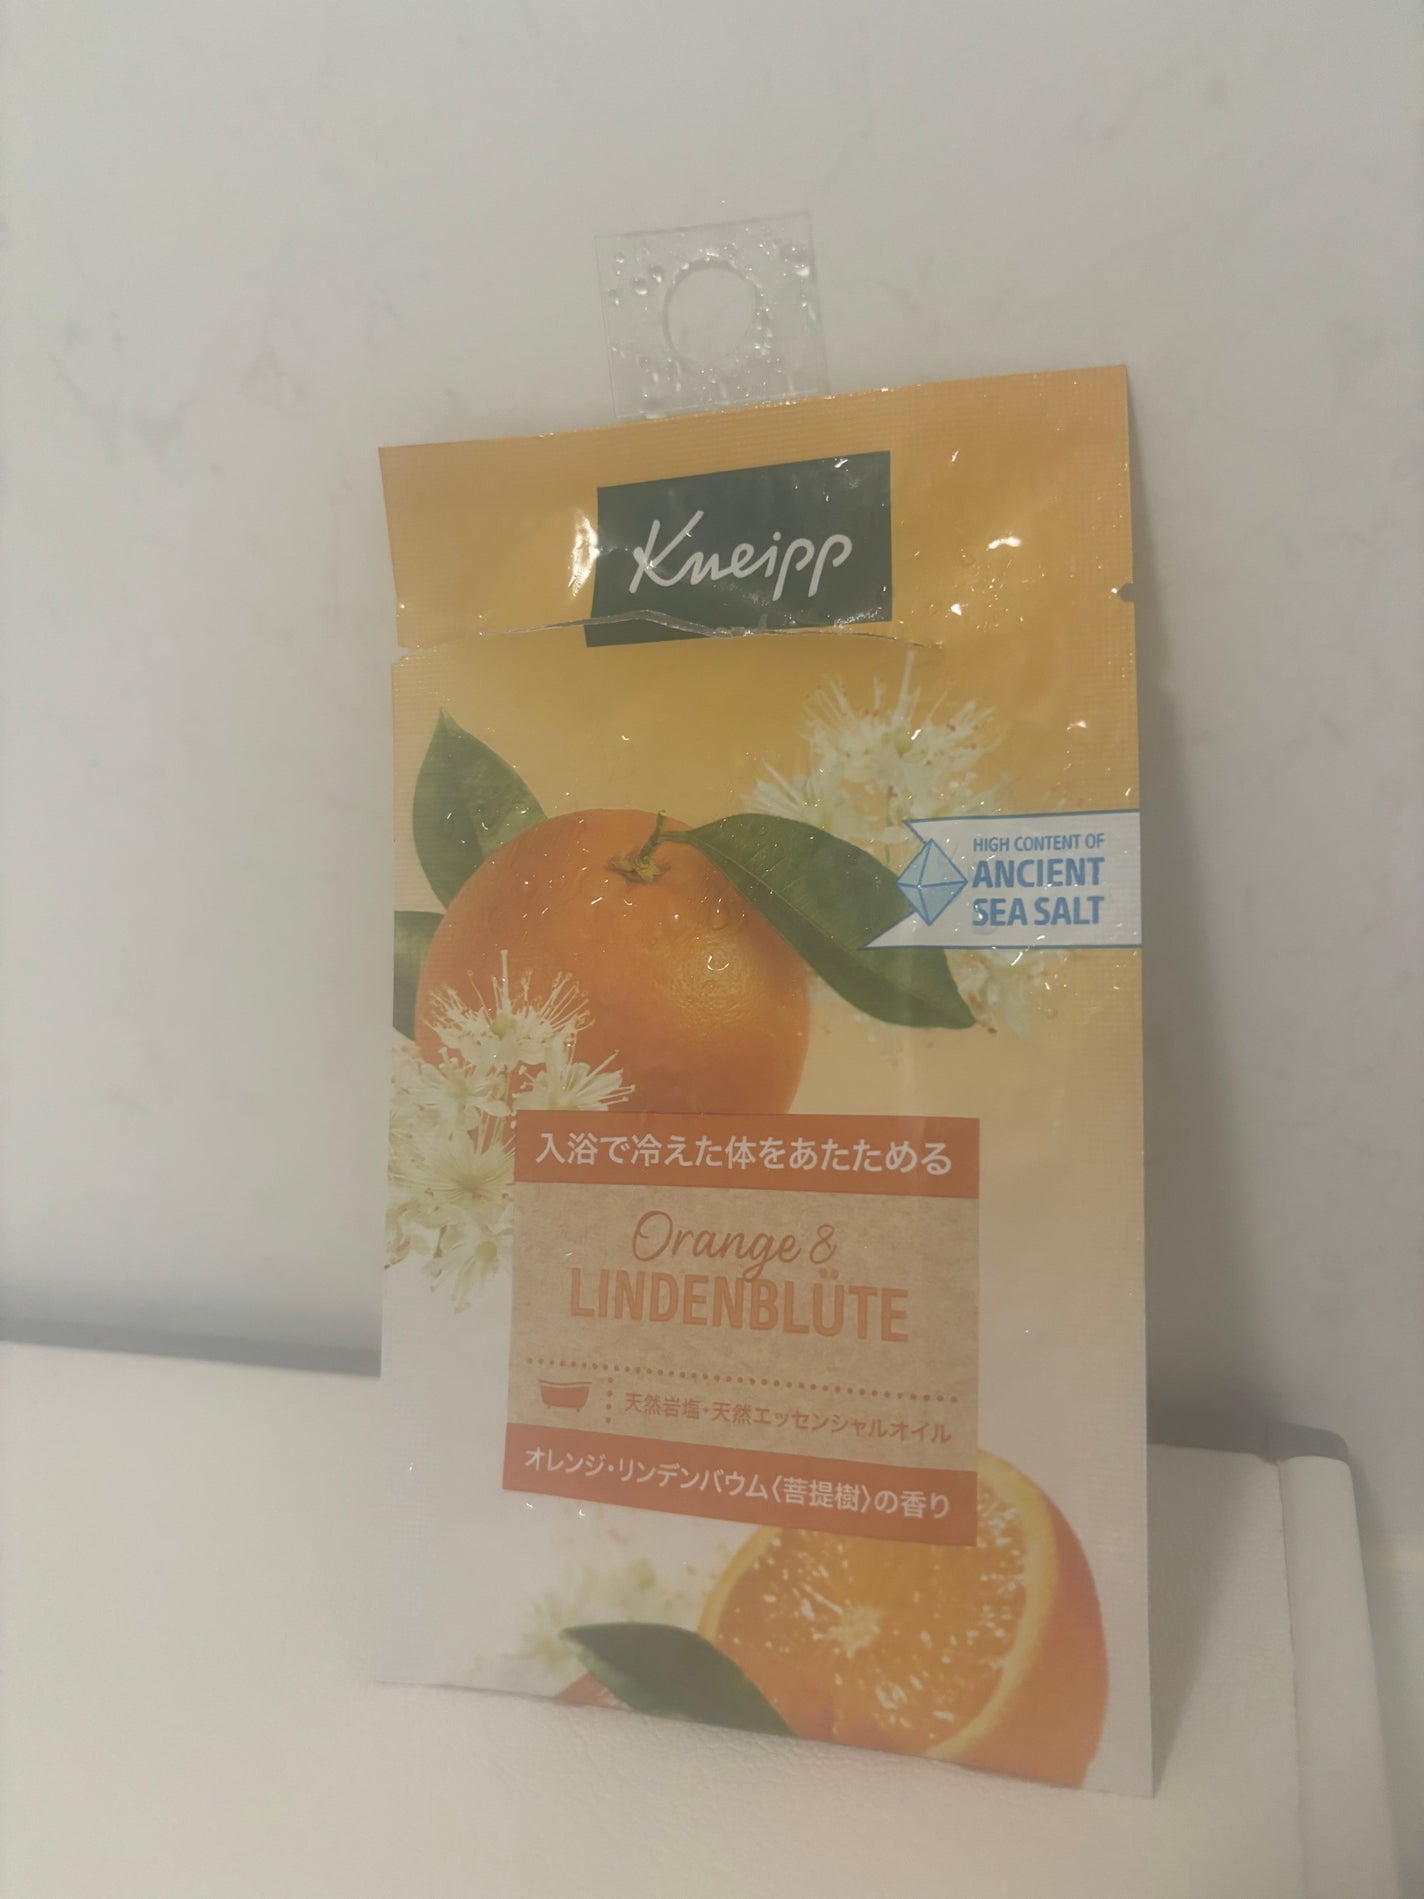 Kneipp
HIGH CONTENT OF
ANCIENT
SEA SALT
入浴で冷えた体をあたためる
Orange &
LINDENBLÜTE
天然岩塩・天然エッセンシャルオイル
オレンジ・リンデンバウム〈菩提樹〉の香り